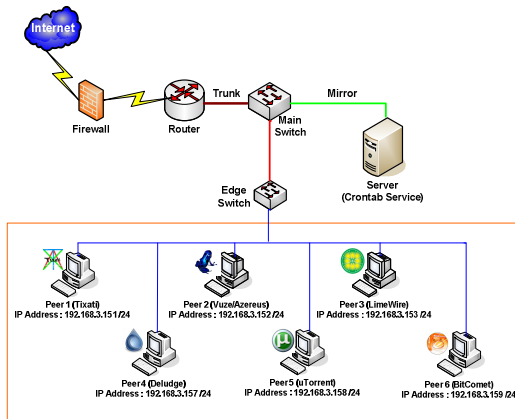 Internet
Firewall
Router
Trunk
Main
Switch
Mirror
Server
(Crontab Service)
Edge
Switch
Peer 1 (Tixati)
IP Address : 192.168.3.151 /24
Peer 2 (Vuze/Azereus)
IP Address : 192.168.3.152 /24
Peer 3 (LimeWire)
IP Address : 192.168.3.153 /24
Peer4 (Deludge)
IP Address : 192.168.3.157 /24
Peer5 (uTorrent)
IP Address : 192.168.3.158 /24
Peer 6 (BitComet)
IP Address : 192.168.3.159 /24